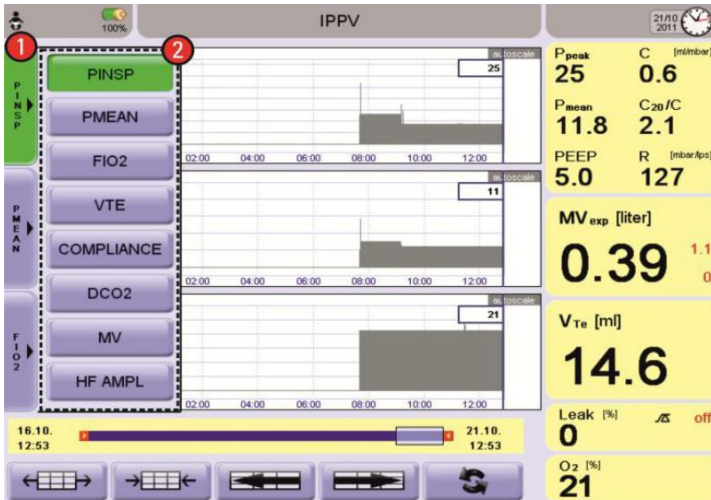 100%
IPPV
21/10
2011
1
2
PINSP
PMEAN
FIO2
PINSP
PMEAN
FIO2
VTE
COMPLIANCE
DCO2
MV
HF AMPL
autoscale
25
02:00 04:00 06:00 08:00 10:00 12:00
autoscale
11
02:00 04:00 06:00 08:00 10:00 12:00
autoscale
21
02:00 04:00 06:00 08:00 10:00 12:00
16.10.
12:53
21.10.
12:53
Ppeak C [ml/mbar]
25 0.6
Pmean C20/C
11.8 2.1
PEEP R [mbar/lps]
5.0 127
MVexp [liter]
0.39
1.1
0
VTe [ml]
14.6
Leak [%] off
0
O2 [%]
21